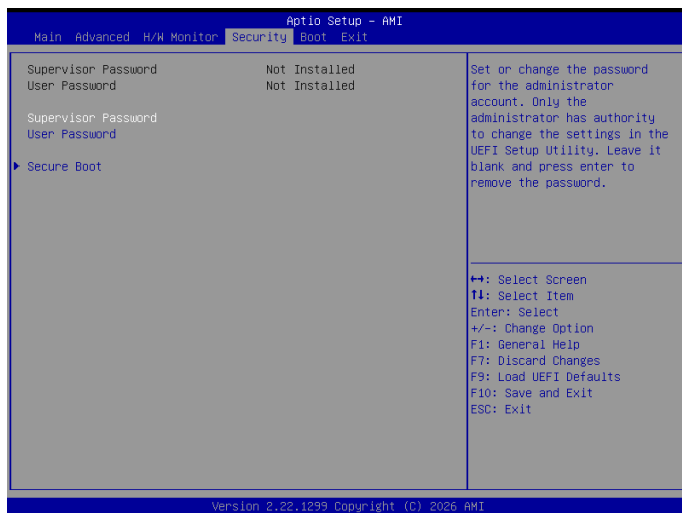 Aptio Setup - AMI
Main Advanced H/W Monitor Security Boot Exit
Supervisor Password Not Installed
User Password Not Installed
Supervisor Password
User Password
Secure Boot
Set or change the password
for the administrator
account. Only the
administrator has authority
to change the settings in the
UEFI Setup Utility. Leave it
blank and press enter to
remove the password.
↔: Select Screen
↑↓: Select Item
Enter: Select
+/-: Change Option
F1: General Help
F7: Discard Changes
F9: Load UEFI Defaults
F10: Save and Exit
ESC: Exit
Version 2.22.1299 Copyright (C) 2026 AMI